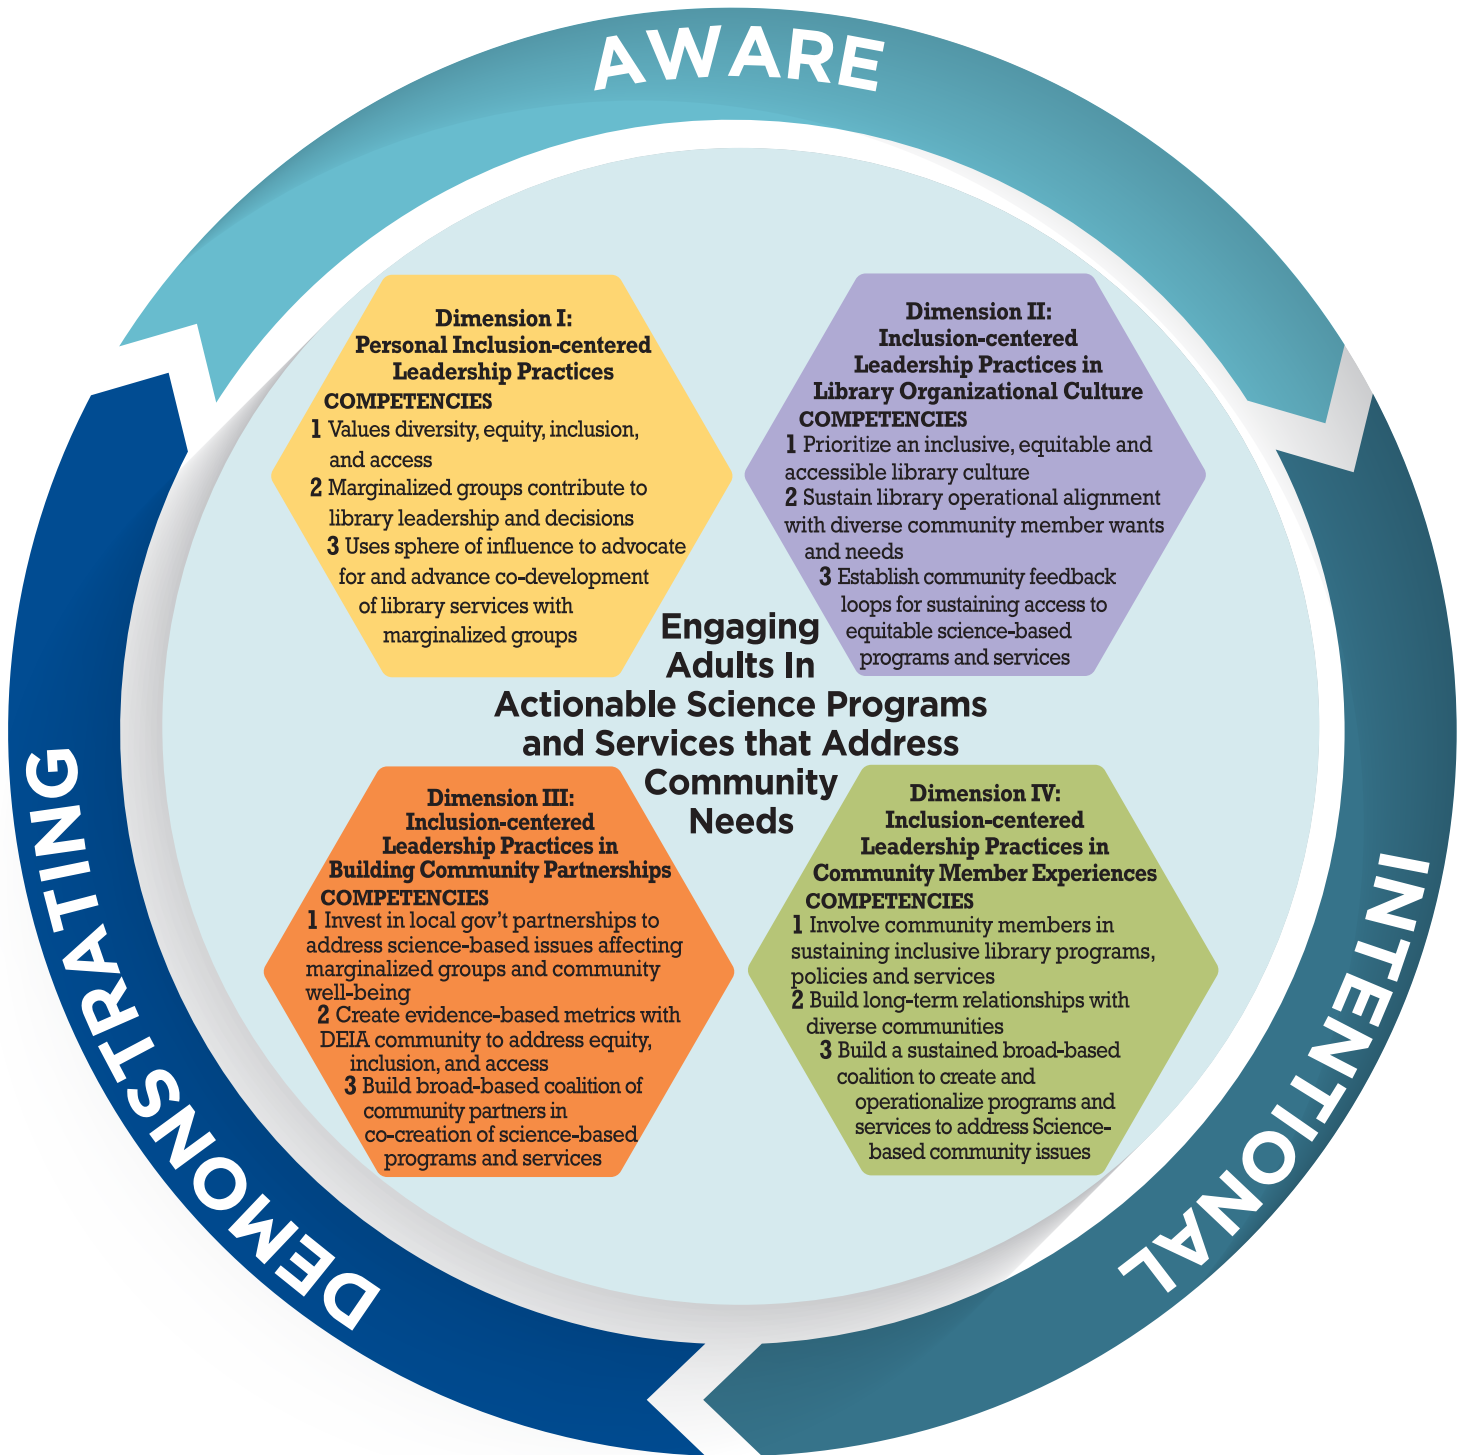 AWARE
Dimension I:
Personal Inclusion-centered
Leadership Practices
COMPETENCIES
1 Values diversity, equity, inclusion,
and access
2 Marginalized groups contribute to
library leadership and decisions
3 Uses sphere of influence to advocate
for and advance co-development
of library services with
marginalized groups
Dimension II:
Inclusion-centered
Leadership Practices in
Library Organizational Culture
COMPETENCIES
1 Prioritize an inclusive, equitable and
accessible library culture
2 Sustain library operational alignment
with diverse community member wants
and needs
3 Establish community feedback
loops for sustaining access to
equitable science-based
programs and services
Engaging
Adults In
Actionable Science Programs
and Services that Address
Community
Needs
Dimension III:
Inclusion-centered
Leadership Practices in
Building Community Partnerships
COMPETENCIES
1 Invest in local gov’t partnerships to
address science-based issues affecting
marginalized groups and community
well-being
2 Create evidence-based metrics with
DEIA community to address equity,
inclusion, and access
3 Build broad-based coalition of
community partners in
co-creation of science-based
programs and services
Dimension IV:
Inclusion-centered
Leadership Practices in
Community Member Experiences
COMPETENCIES
1 Involve community members in
sustaining inclusive library programs,
policies and services
2 Build long-term relationships with
diverse communities
3 Build a sustained broad-based
coalition to create and
operationalize programs and
services to address Science-
based community issues
INTENTIONAL
DEMONSTRATING